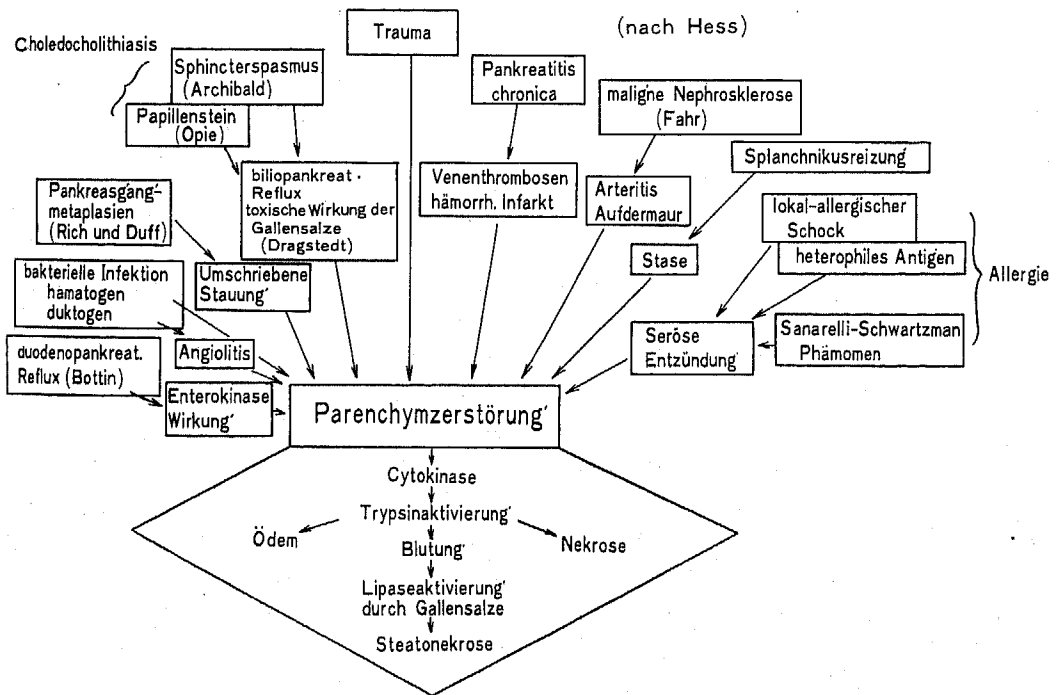 (nach Hess)
Trauma
Choledocholithiasis
Sphincterspasmus
(Archibald)
Papillenstein
(Opie)
Pankreatitis
chronica
maligne Nephrosklerose
(Fahr)
Splanchnikusreizung
biliopankreat.
Reflux
toxische Wirkung der
Gallensalze
(Dragstedt)
Venenthrombosen
hämorrh. Infarkt
Arteritis
Aufdermaur
lokal-allergischer
Schock
heterophiles Antigen
Allergie
Pankreasgang-
metaplasien
(Rich und Duff)
Umschriebene
Stauung
Stase
bakterielle Infektion
hämatogen
duktogen
Angiolitis
Seröse
Entzündung
Sanarelli-Schwartzman
Phämomen
duodenopankreat.
Reflux (Bottin)
Enterokinase
Wirkung
Parenchymzerstörung
Cytokinase
Trypsinaktivierung
Ödem
Blutung
Nekrose
Lipaseaktivierung
durch Gallensalze
Steatonekrose